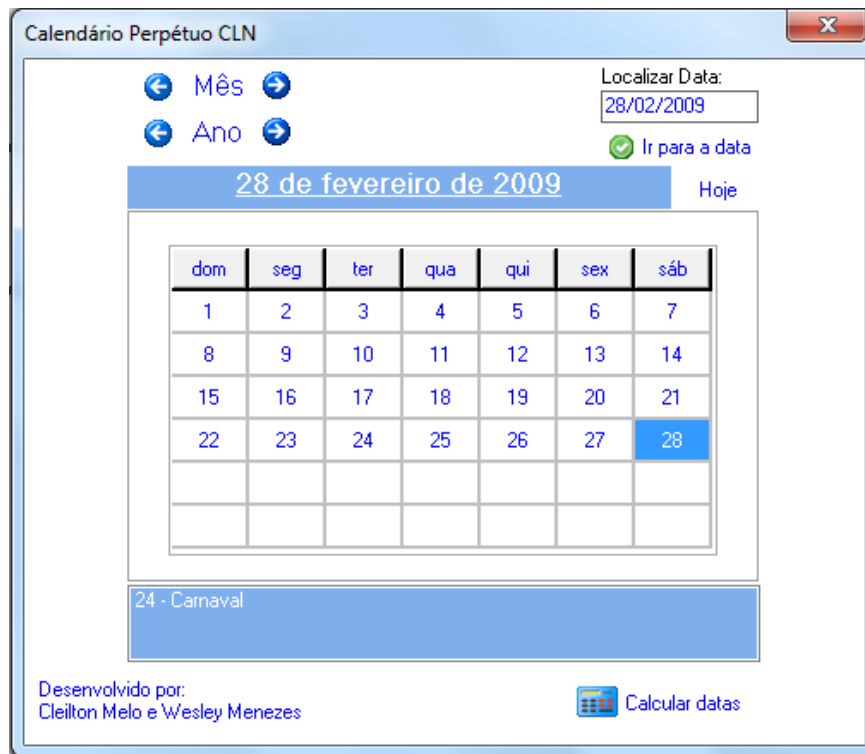 Calendário Perpétuo CLN
Mês
Localizar Data:
28/02/2009
Ano
Ir para a data
28 de fevereiro de 2009
Hoje
dom seg ter qua qui sex sáb
1 2 3 4 5 6 7
8 9 10 11 12 13 14
15 16 17 18 19 20 21
22 23 24 25 26 27 28
24 - Carnaval
Desenvolvido por:
Cleilton Melo e Wesley Menezes
Calcular datas